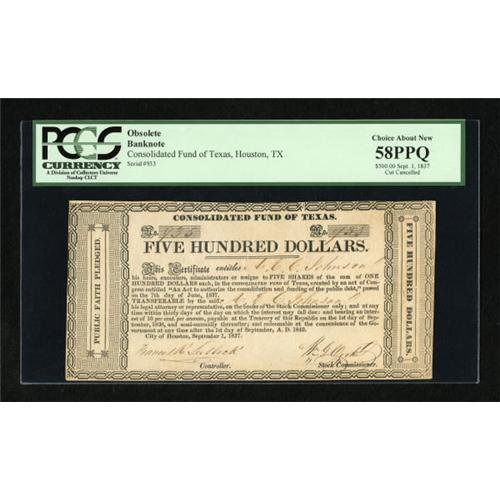 PCGS
CURRENCY
A Division of Collectors Universe
Nasdaq CLCT
Obsolete
Banknote
Consolidated Fund of Texas, Houston, TX
Serial #953
Choice About New
58PPQ
$500.00 Sept. 1, 1837
Cut Cancelled
CONSOLIDATED FUND OF TEXAS.
No. No.
FIVE HUNDRED DOLLARS.
This Certificate entitles Johnson
his heirs, executors, administrators or assigns to FIVE SHARES of the sum of ONE
HUNDRED DOLLARS each, in the CONSOLIDATED FUND of Texas, created by an act of Con-
gress entitled "An Act to authorize the consolidation and funding of the public debt," passed
on the 7th day of June, 1837.
TRANSFERABLE by the said, Johnson
his legal attorney or representative, on the books of the Stock Commissioner only; and at any
time within thirty days of the day on which the interest may fall due: and bearing an inter-
est of 10 per cent. per annum, payable at the Treasury of this Republic on the 1st day of Sep-
tember, 1838, and semi-annually thereafter; and redeemable at the convenience of the Gov-
ernment at any time after the 1st of September, A. D. 1842.
City of Houston, September 1, 1837.
Controller.
Stock Commissioner.
PUBLIC FAITH PLEDGED.
FIVE HUNDRED DOLLARS.